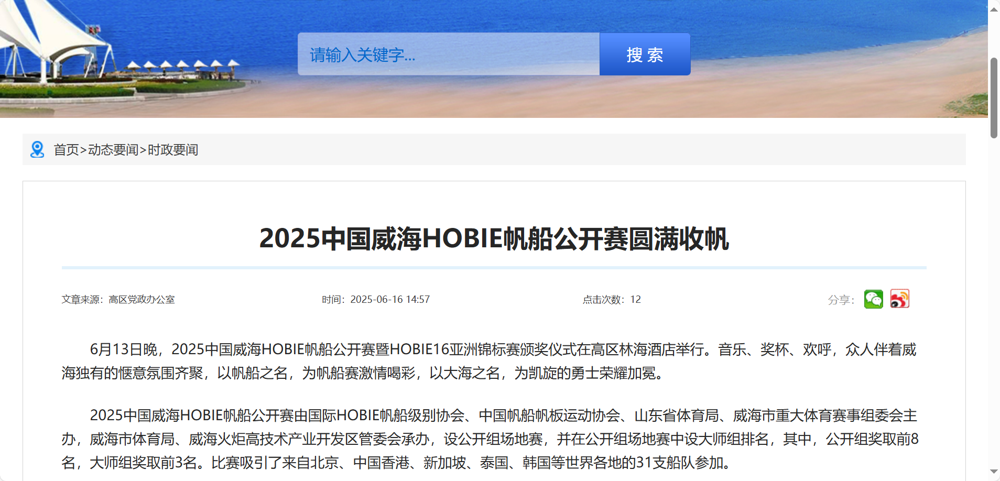 请输入关键字...
搜 索
首页>动态要闻>时政要闻
2025中国威海HOBIE帆船公开赛圆满收帆
文章来源：高区党政办公室
时间：2025-06-16 14:57
点击次数：12
分享：
6月13日晚，2025中国威海HOBIE帆船公开赛暨HOBIE16亚洲锦标赛颁奖仪式在高区林海酒店举行。音乐、奖杯、欢呼，众人伴着威
海独有的惬意氛围齐聚，以帆船之名，为帆船赛激情喝彩，以大海之名，为凯旋的勇士荣耀加冕。
2025中国威海HOBIE帆船公开赛由国际HOBIE帆船级别协会、中国帆船帆板运动协会、山东省体育局、威海市重大体育赛事组委会主
办，威海市体育局、威海火炬高技术产业开发区管委会承办，设公开组场地赛，并在公开组场地赛中设大师组排名，其中，公开组奖取前8
名，大师组奖取前3名。比赛吸引了来自北京、中国香港、新加坡、泰国、韩国等世界各地的31支船队参加。